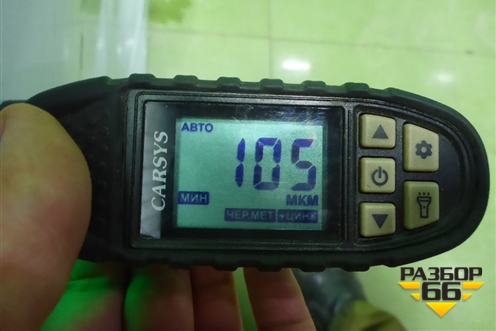 CARSYS
АВТО
105
МИН
МКМ
ЧЕР.МЕТ +ЦИНК
РАЗБОР
66